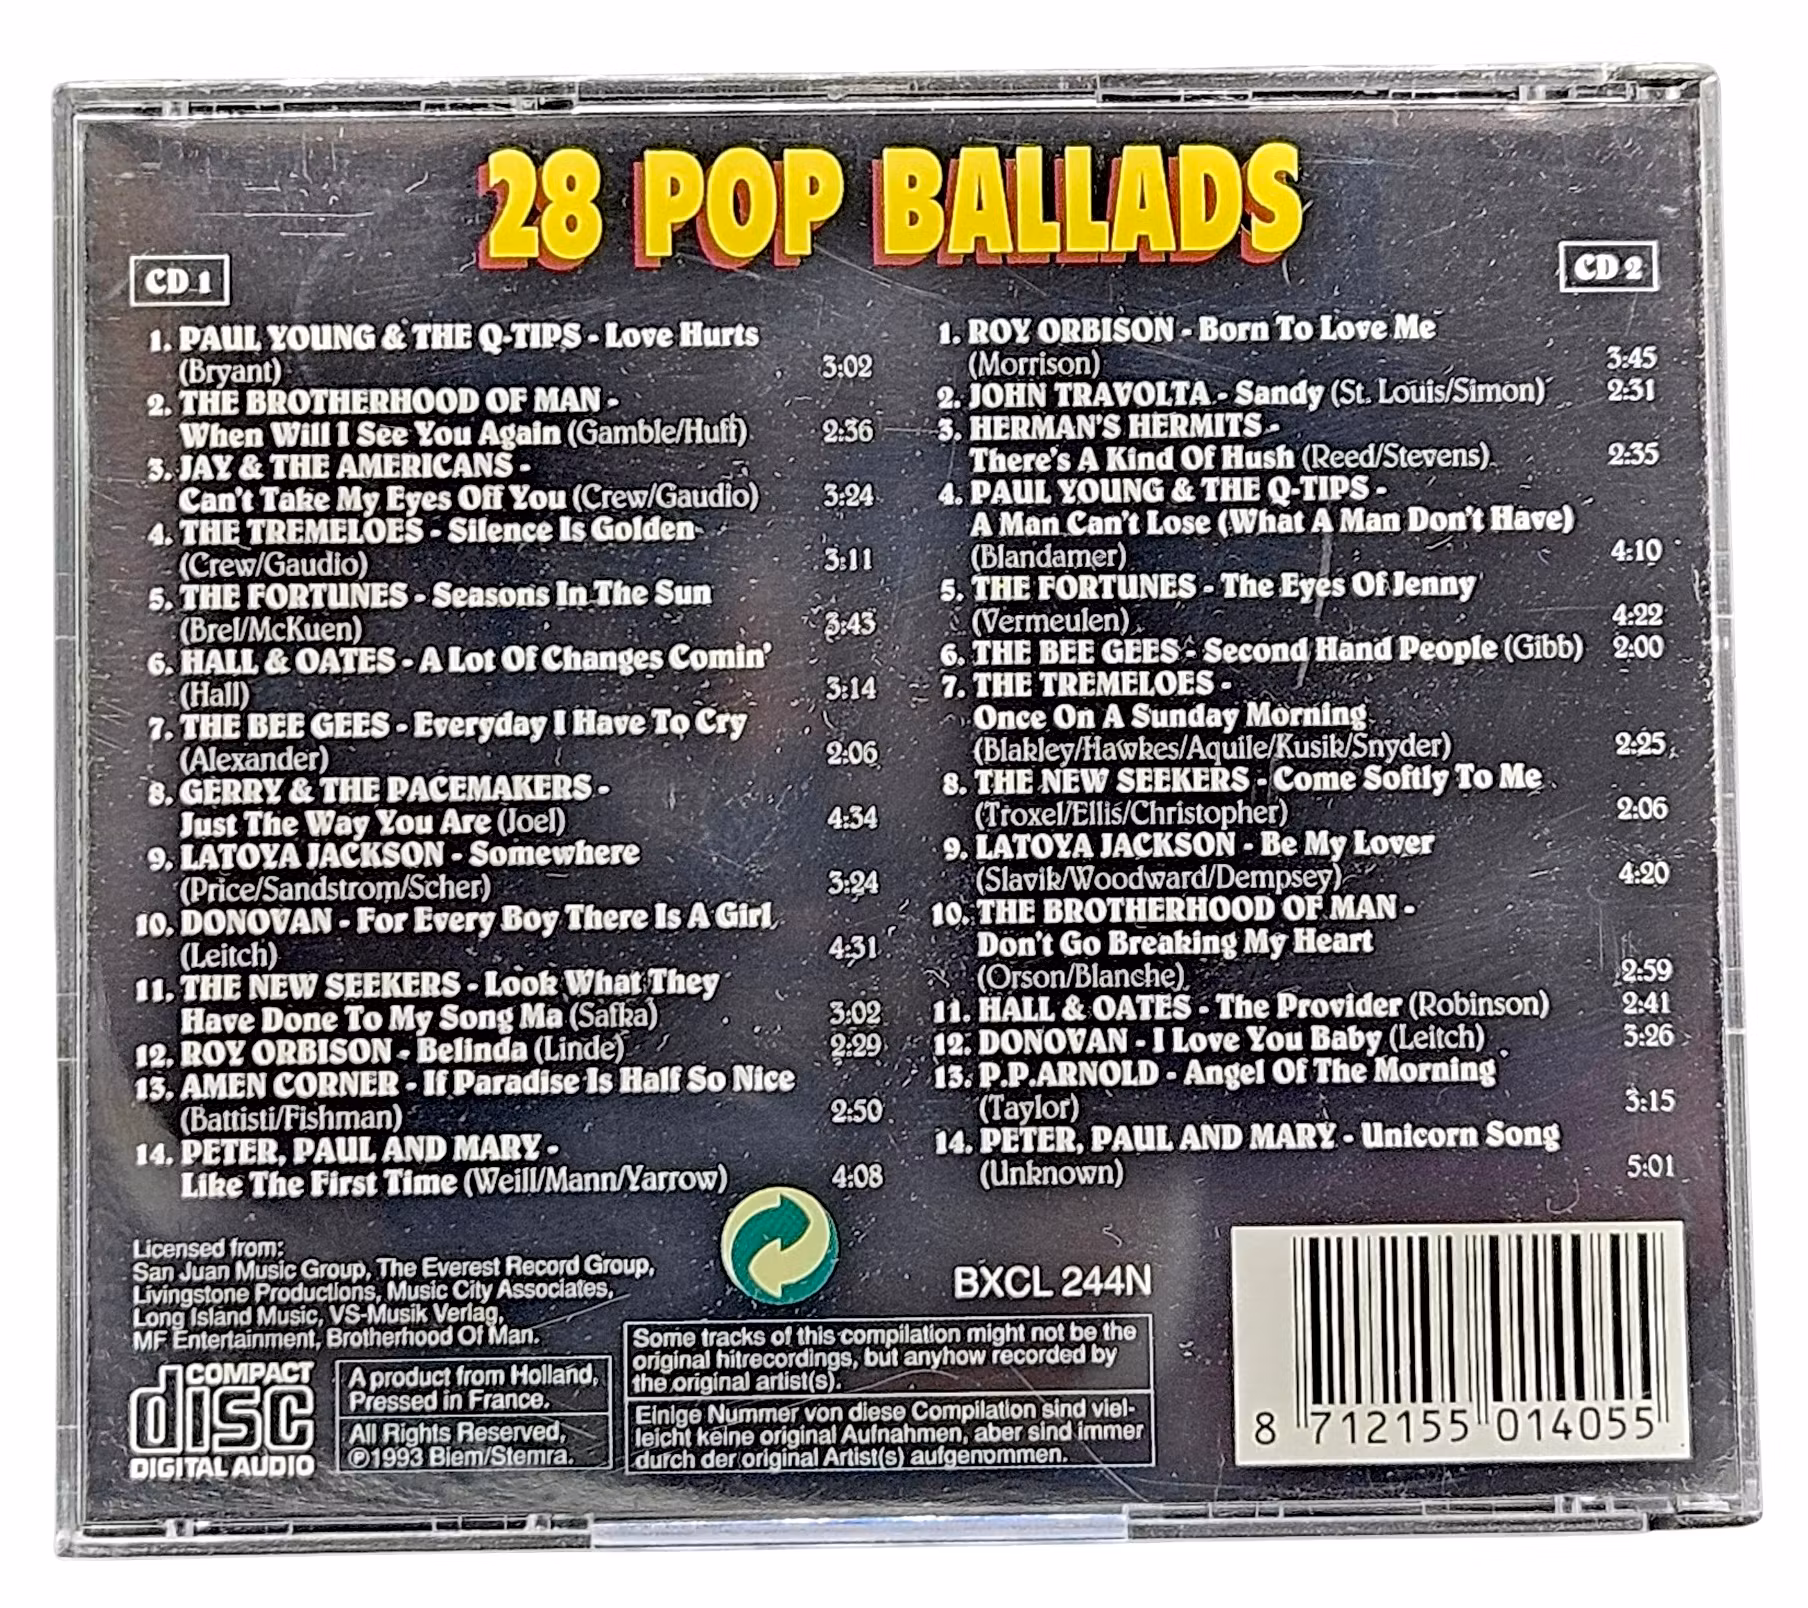 28 POP BALLADS
CD 1
1. PAUL YOUNG & THE Q-TIPS - Love Hurts
(Bryant) 3:02
2. THE BROTHERHOOD OF MAN -
When Will I See You Again (Gamble/Huff) 2:36
3. JAY & THE AMERICANS -
Can't Take My Eyes Off You (Crew/Gaudio) 3:24
4. THE TREMELOES - Silence Is Golden
(Crew/Gaudio) 3:11
5. THE FORTUNES - Seasons In The Sun
(Brel/McKuen) 3:43
6. HALL & OATES - A Lot Of Changes Comin'
(Hall) 3:14
7. THE BEE GEES - Everyday I Have To Cry
(Alexander) 2:06
8. GERRY & THE PACEMAKERS -
Just The Way You Are (Joel) 4:34
9. LATOYA JACKSON - Somewhere
(Price/Sandstrom/Scher) 3:24
10. DONOVAN - For Every Boy There Is A Girl
(Leitch) 4:31
11. THE NEW SEEKERS - Look What They
Have Done To My Song Ma (Safka) 3:02
12. ROY ORBISON - Belinda (Linde) 2:29
13. AMEN CORNER - If Paradise Is Half So Nice
(Battisti/Fishman) 2:50
14. PETER, PAUL AND MARY -
Like The First Time (Weill/Mann/Yarrow) 4:08
CD 2
1. ROY ORBISON - Born To Love Me
(Morrison) 3:45
2. JOHN TRAVOLTA - Sandy (St. Louis/Simon) 2:31
3. HERMAN'S HERMITS -
There's A Kind Of Hush (Reed/Stevens) 2:35
4. PAUL YOUNG & THE Q-TIPS -
A Man Can't Lose (What A Man Don't Have)
(Blandamer) 4:10
5. THE FORTUNES - The Eyes Of Jenny
(Vermeulen) 4:22
6. THE BEE GEES - Second Hand People (Gibb) 2:00
7. THE TREMELOES -
Once On A Sunday Morning
(Blakley/Hawkes/Aquile/Kusik/Snyder) 2:25
8. THE NEW SEEKERS - Come Softly To Me
(Troxel/Ellis/Christopher) 2:06
9. LATOYA JACKSON - Be My Lover
(Slavik/Woodward/Dempsey) 4:20
10. THE BROTHERHOOD OF MAN -
Don't Go Breaking My Heart
(Orson/Blanche) 2:59
11. HALL & OATES - The Provider (Robinson) 2:41
12. DONOVAN - I Love You Baby (Leitch) 3:26
13. P.P.ARNOLD - Angel Of The Morning
(Taylor) 3:15
14. PETER, PAUL AND MARY - Unicorn Song
(Unknown) 5:01
Licensed from:
San Juan Music Group, The Everest Record Group,
Livingstone Productions, Music City Associates,
Long Island Music, VS-Musik Verlag,
MF Entertainment, Brotherhood Of Man.
COMPACT
disc
DIGITAL AUDIO
A product from Holland,
Pressed in France.
All Rights Reserved,
℗1993 Biem/Stemra.
BXCL 244N
Some tracks of this compilation might not be the
original hitrecordings, but anyhow recorded by
the original artist(s).
Einige Nummer von diese Compilation sind viel-
leicht keine original Aufnahmen, aber sind immer
durch der original Artist(s) aufgenommen.
8 712155 014055